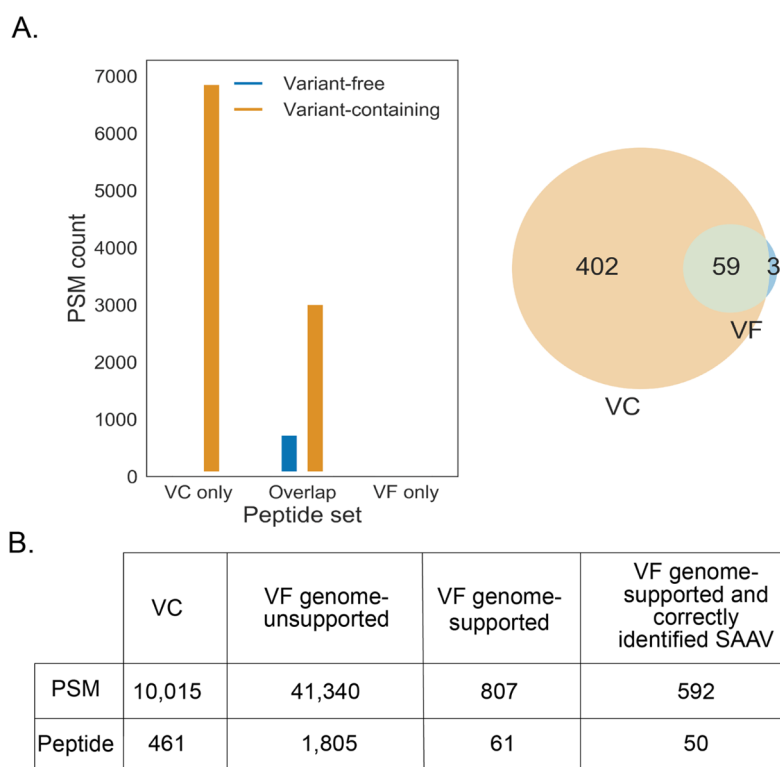 A.
7000
6000
5000
4000
3000
2000
1000
0
PSM count
Variant-free
Variant-containing
VC only Overlap VF only
Peptide set
402 59 3
VF
VC
B.
VC
VF genome-
unsupported
VF genome-
supported
VF genome-
supported and
correctly
identified SAAV
PSM 10,015 41,340 807 592
Peptide 461 1,805 61 50